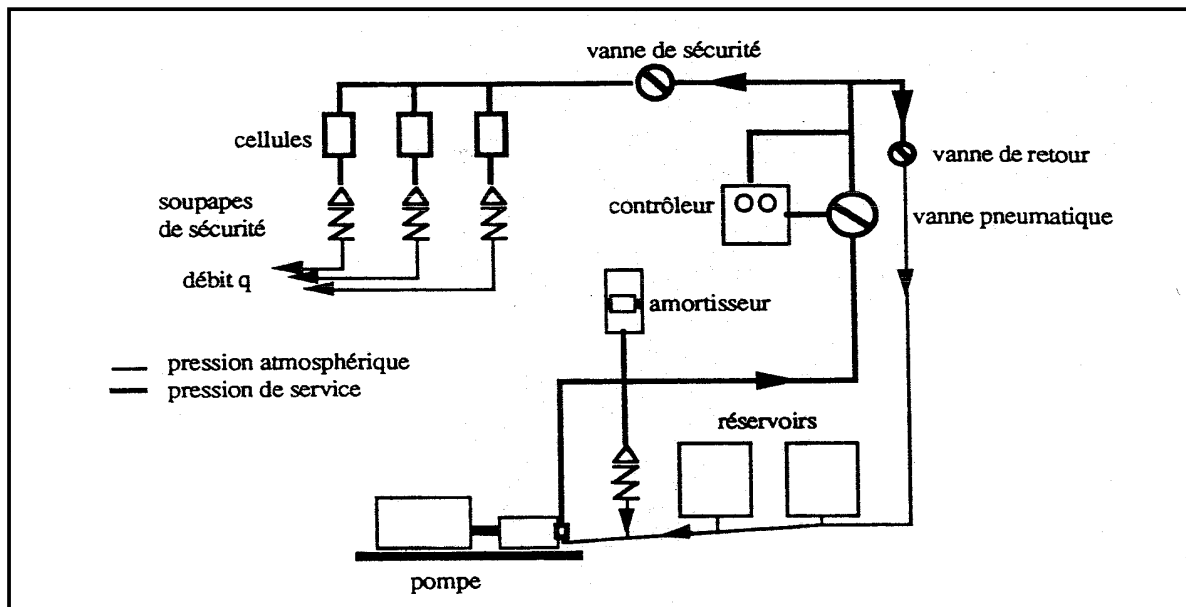 vanne de sécurité
cellules
vanne de retour
soupapes
de sécurité
contrôleur
vanne pneumatique
débit q
amortisseur
pression atmosphérique
pression de service
réservoirs
pompe